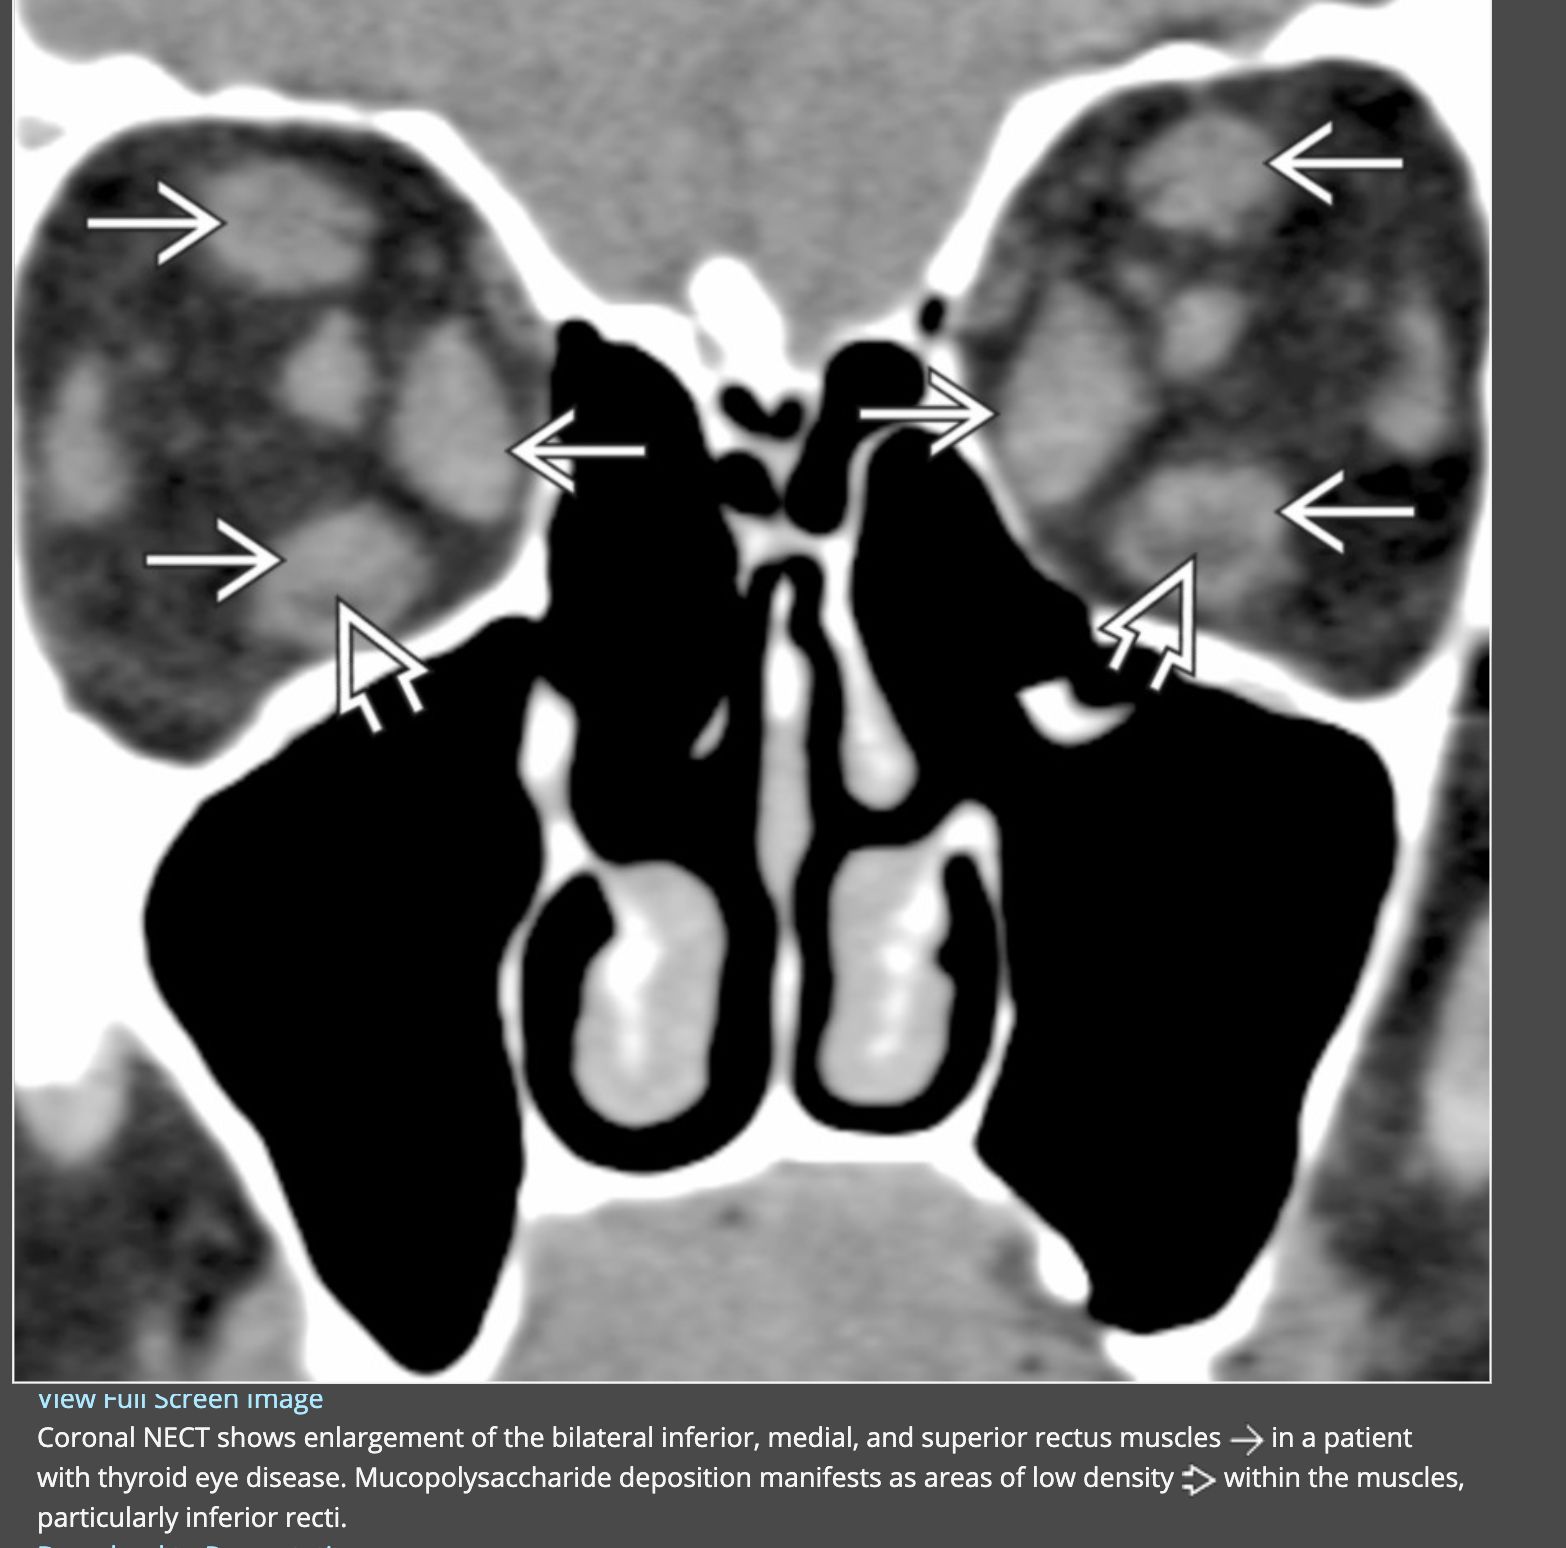 View Full Screen Image
Coronal NECT shows enlargement of the bilateral inferior, medial, and superior rectus muscles in a patient
with thyroid eye disease. Mucopolysaccharide deposition manifests as areas of low density within the muscles,
particularly inferior recti.